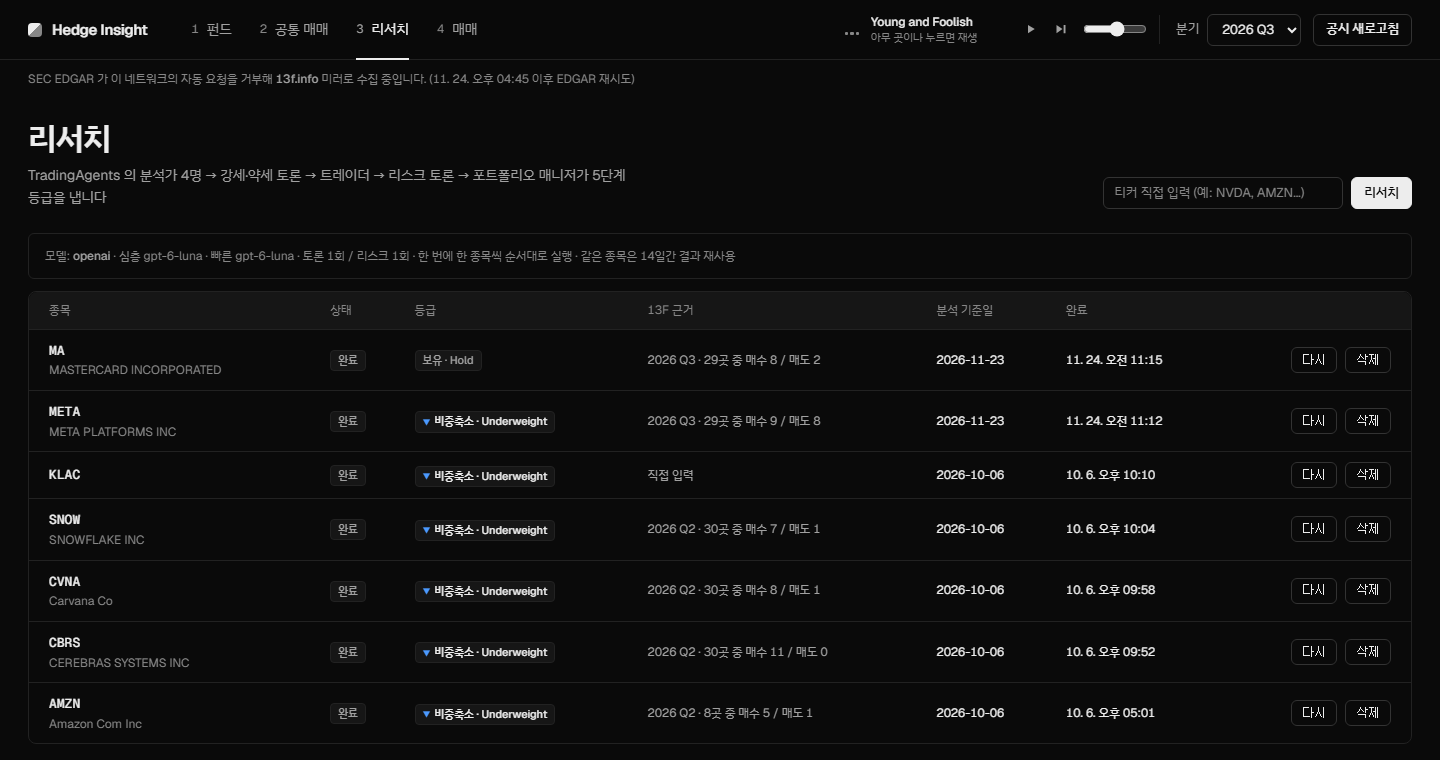 Hedge Insight
1 펀드
2 공통 매매
3 리서치
4 매매
Young and Foolish
아무 곳이나 누르면 재생
분기
2026 Q3
공시 새로고침
SEC EDGAR 가 이 네트워크의 자동 요청을 거부해 13f.info 미러로 수집 중입니다. (11. 24. 오후 04:45 이후 EDGAR 재시도)
리서치
TradingAgents 의 분석가 4명 → 강세·약세 토론 → 트레이더 → 리스크 토론 → 포트폴리오 매니저가 5단계
등급을 냅니다
티커 직접 입력 (예: NVDA, AMZN…)
리서치
모델: openai · 심층 gpt-6-luna · 빠른 gpt-6-luna · 토론 1회 / 리스크 1회 · 한 번에 한 종목씩 순서대로 실행 · 같은 종목은 14일간 결과 재사용
종목 상태 등급 13F 근거 분석 기준일 완료
MA
MASTERCARD INCORPORATED
완료 보유 · Hold 2026 Q3 · 29곳 중 매수 8 / 매도 2 2026-11-23 11. 24. 오전 11:15 다시 삭제
META
META PLATFORMS INC
완료 ▼ 비중축소 · Underweight 2026 Q3 · 29곳 중 매수 9 / 매도 8 2026-11-23 11. 24. 오전 11:12 다시 삭제
KLAC
완료 ▼ 비중축소 · Underweight 직접 입력 2026-10-06 10. 6. 오후 10:10 다시 삭제
SNOW
SNOWFLAKE INC
완료 ▼ 비중축소 · Underweight 2026 Q2 · 30곳 중 매수 7 / 매도 1 2026-10-06 10. 6. 오후 10:04 다시 삭제
CVNA
Carvana Co
완료 ▼ 비중축소 · Underweight 2026 Q2 · 30곳 중 매수 8 / 매도 1 2026-10-06 10. 6. 오후 09:58 다시 삭제
CBRS
CEREBRAS SYSTEMS INC
완료 ▼ 비중축소 · Underweight 2026 Q2 · 30곳 중 매수 11 / 매도 0 2026-10-06 10. 6. 오후 09:52 다시 삭제
AMZN
Amazon Com Inc
완료 ▼ 비중축소 · Underweight 2026 Q2 · 8곳 중 매수 5 / 매도 1 2026-10-06 10. 6. 오후 05:01 다시 삭제